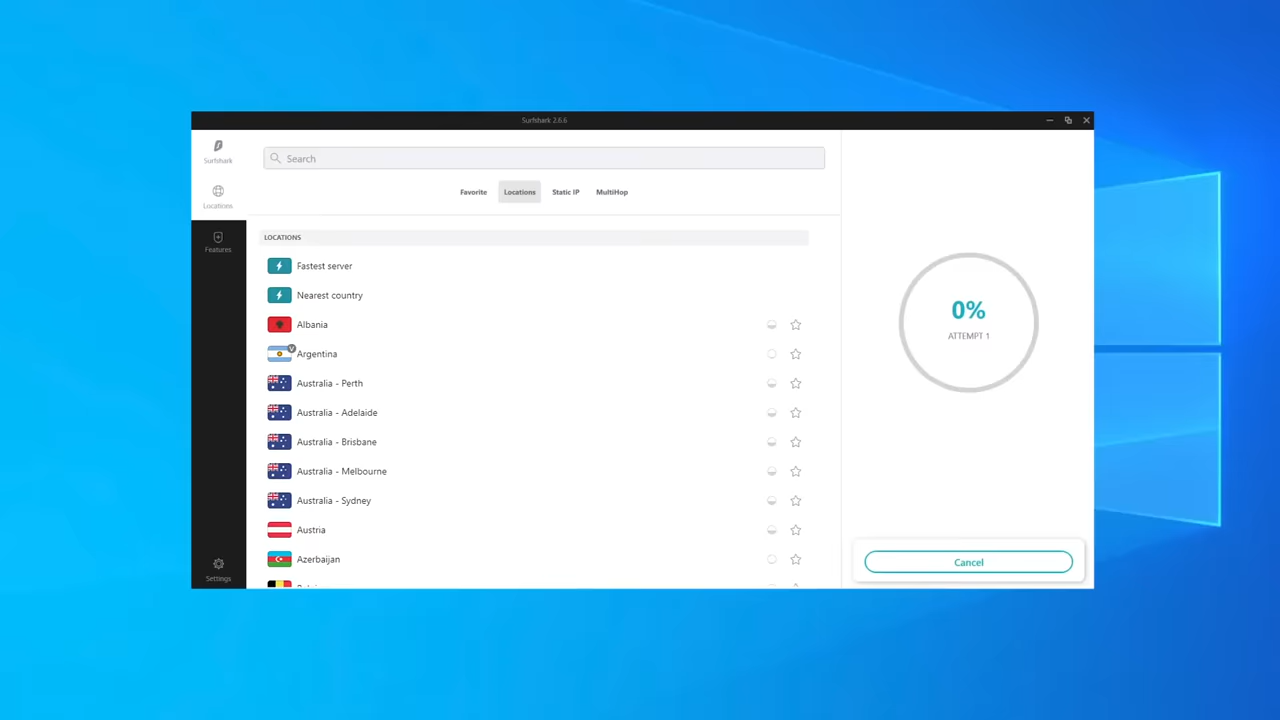 Surfshark 2.6.6
Surfshark
Search
Locations
Favorite Locations Static IP MultiHop
Features
LOCATIONS
Fastest server
Nearest country
Albania
V
Argentina
Australia - Perth
Australia - Adelaide
Australia - Brisbane
Australia - Melbourne
Australia - Sydney
Austria
Azerbaijan
Settings
0%
ATTEMPT 1
Cancel